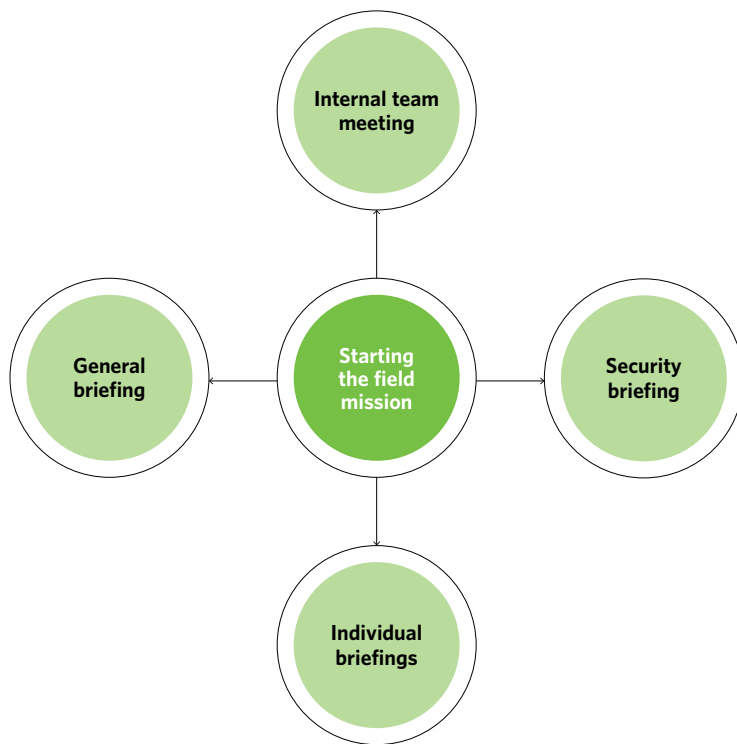 Internal team
meeting
General
briefing
Starting
the field
mission
Security
briefing
Individual
briefings